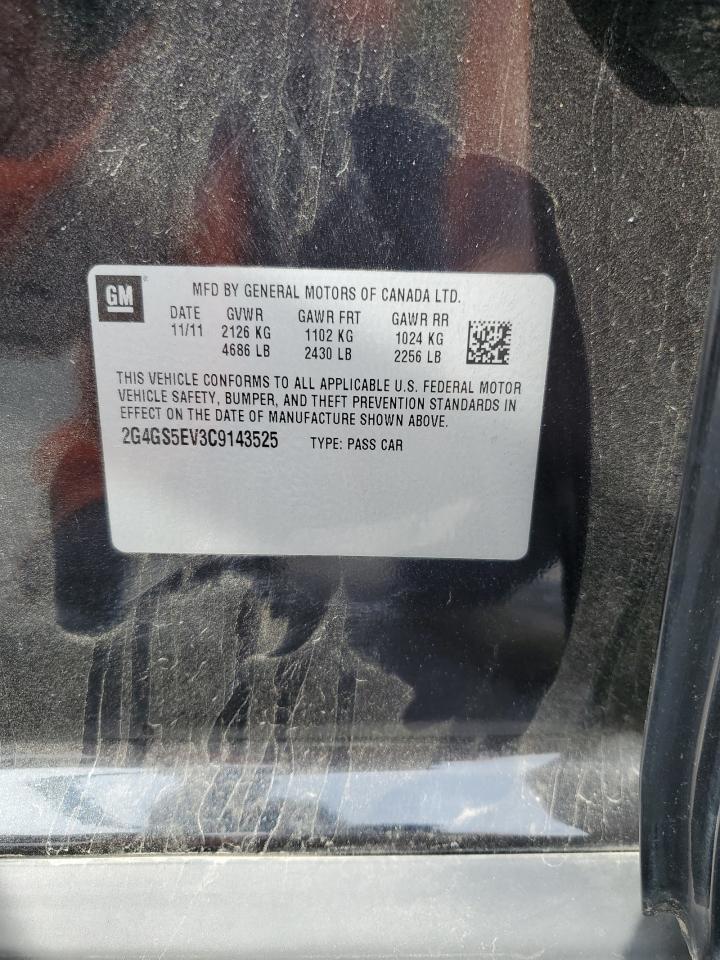 GM ®
MFD BY GENERAL MOTORS OF CANADA LTD.
DATE GVWR GAWR FRT GAWR RR
11/11 2126 KG 1102 KG 1024 KG
4686 LB 2430 LB 2256 LB
THIS VEHICLE CONFORMS TO ALL APPLICABLE U.S. FEDERAL MOTOR
VEHICLE SAFETY, BUMPER, AND THEFT PREVENTION STANDARDS IN
EFFECT ON THE DATE OF MANUFACTURE SHOWN ABOVE.
2G4GS5EV3C9143525 TYPE: PASS CAR